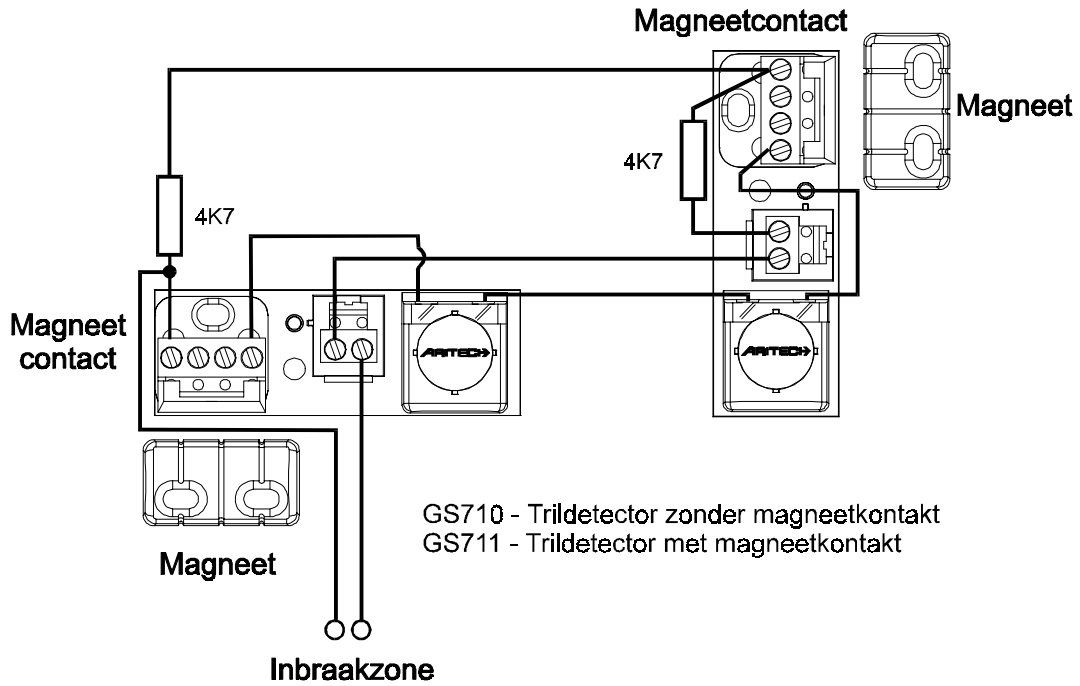 Magneetcontact
Magneet
4K7
4K7
Magneet
contact
ARITECH
ARITECH
GS710 - Trildetector zonder magneetkontakt
GS711 - Trildetector met magneetkontakt
Magneet
Inbraakzone